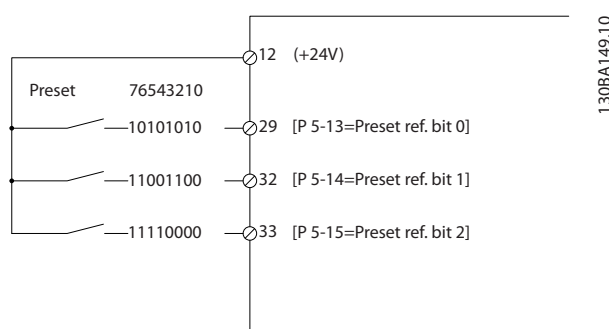 12 (+24V)
Preset 76543210
10101010 29 [P 5-13=Preset ref. bit 0]
11001100 32 [P 5-14=Preset ref. bit 1]
11110000 33 [P 5-15=Preset ref. bit 2]
130BA149.10